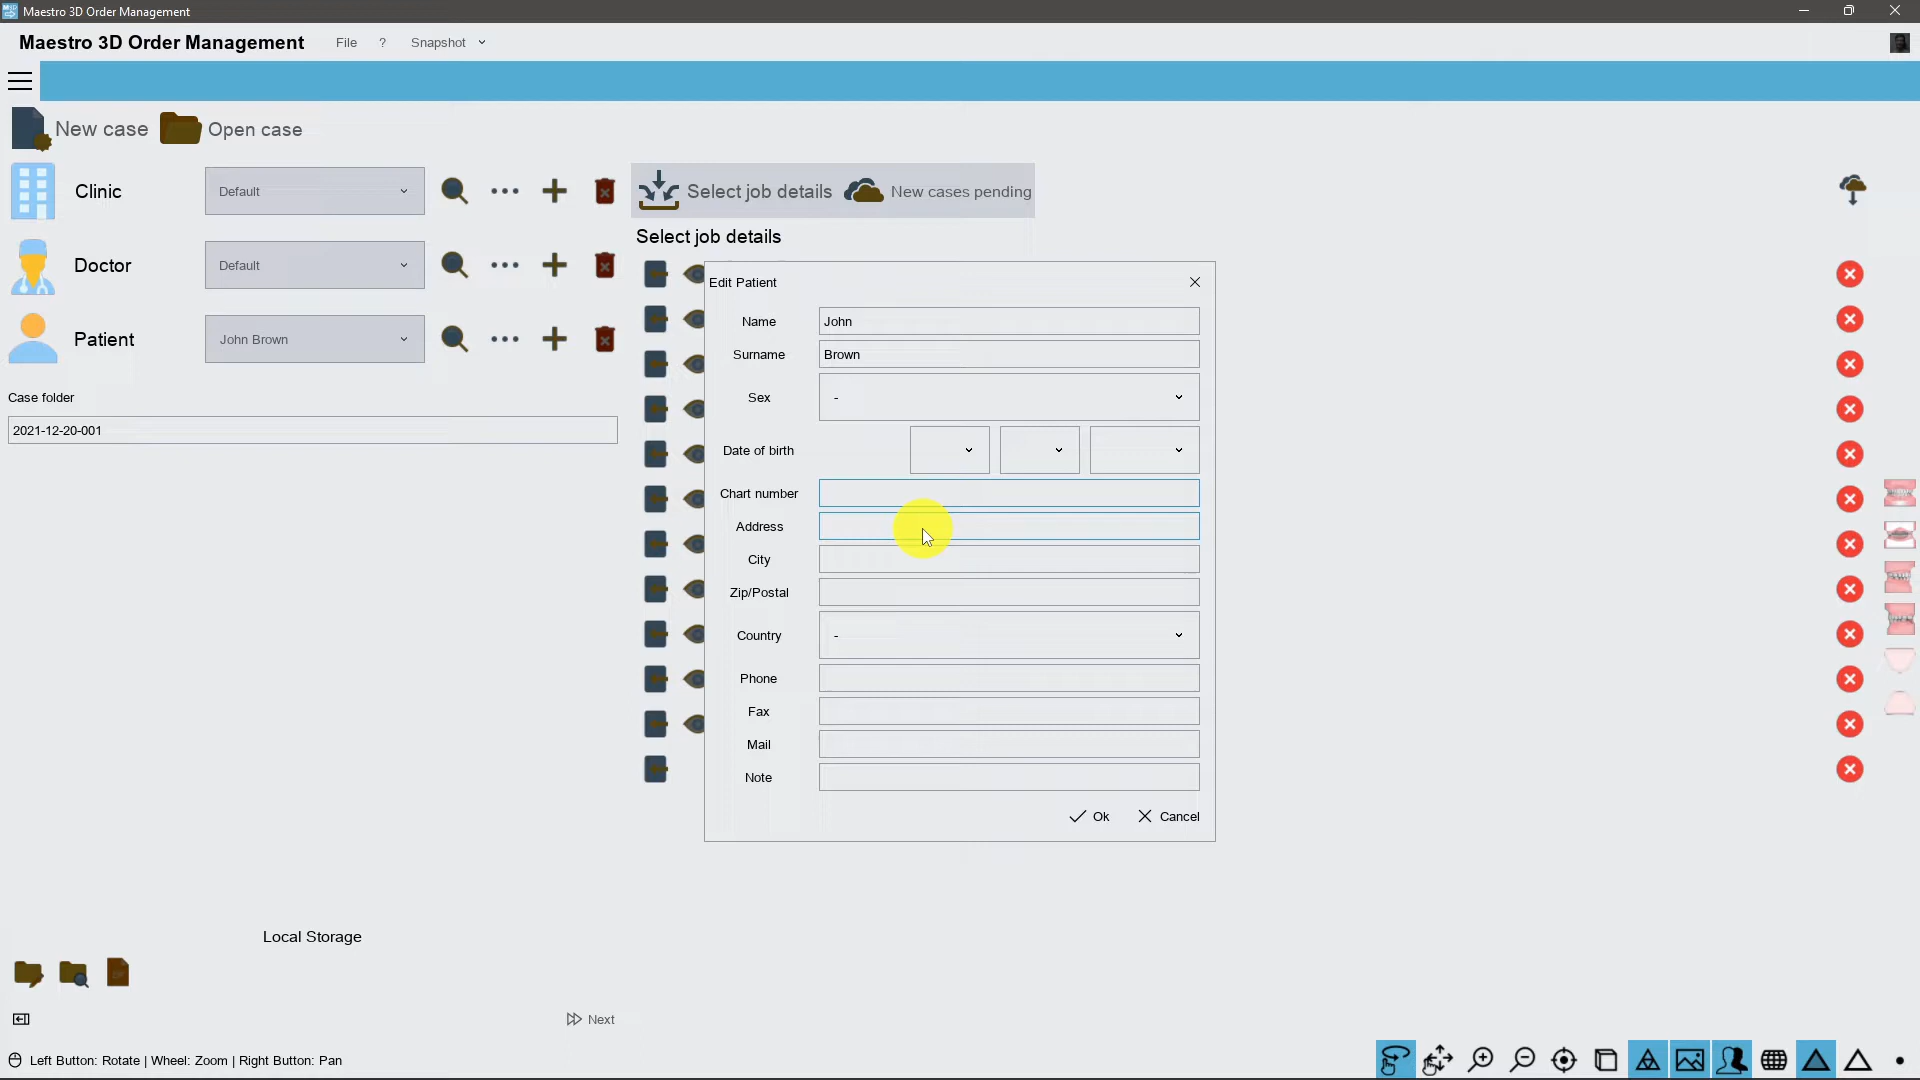 Maestro 3D Order Management
Maestro 3D Order Management File ? Snapshot
New case Open case
Clinic Default
Doctor Default
Patient John Brown
Case folder
2021-12-20-001
Select job details New cases pending
Select job details
Edit Patient
Name John
Surname Brown
Sex -
Date of birth
Chart number
Address
City
Zip/Postal
Country -
Phone
Fax
Mail
Note
Ok Cancel
Local Storage
Next
Left Button: Rotate | Wheel: Zoom | Right Button: Pan